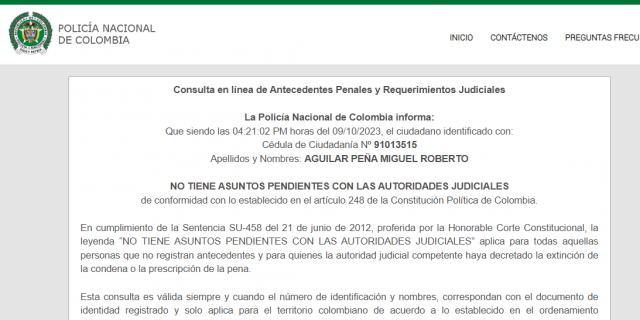 POLICÍA NACIONAL
DE COLOMBIA
INICIO CONTÁCTENOS PREGUNTAS FRECU
Consulta en línea de Antecedentes Penales y Requerimientos Judiciales
La Policía Nacional de Colombia informa:
Que siendo las 04:21:02 PM horas del 09/10/2023, el ciudadano identificado con:
Cédula de Ciudadanía Nº 91013515
Apellidos y Nombres: AGUILAR PEÑA MIGUEL ROBERTO
NO TIENE ASUNTOS PENDIENTES CON LAS AUTORIDADES JUDICIALES
de conformidad con lo establecido en el artículo 248 de la Constitución Política de Colombia.
En cumplimiento de la Sentencia SU-458 del 21 de junio de 2012, proferida por la Honorable Corte Constitucional, la
leyenda "NO TIENE ASUNTOS PENDIENTES CON LAS AUTORIDADES JUDICIALES" aplica para todas aquellas
personas que no registran antecedentes y para quienes la autoridad judicial competente haya decretado la extinción de
la condena o la prescripción de la pena.
Esta consulta es válida siempre y cuando el número de identificación y nombres, correspondan con el documento de
identidad registrado y solo aplica para el territorio colombiano de acuerdo a lo establecido en el ordenamiento